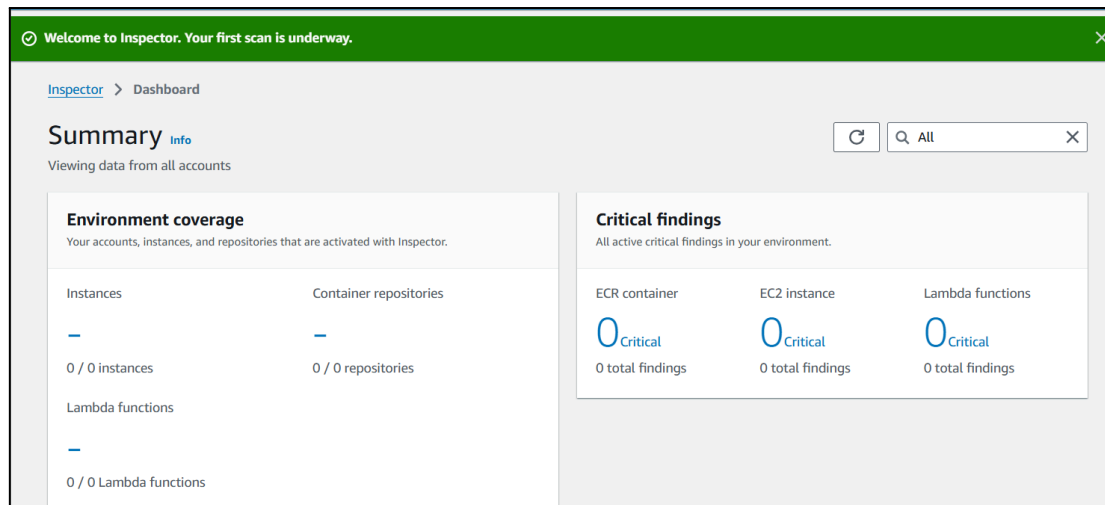 Welcome to Inspector. Your first scan is underway.
Inspector > Dashboard
Summary Info
All
Viewing data from all accounts
Environment coverage
Your accounts, instances, and repositories that are activated with Inspector.
Instances
Container repositories
–
–
0 / 0 instances
0 / 0 repositories
Lambda functions
–
0 / 0 Lambda functions
Critical findings
All active critical findings in your environment.
ECR container
EC2 instance
Lambda functions
0 Critical
0 Critical
0 Critical
0 total findings
0 total findings
0 total findings